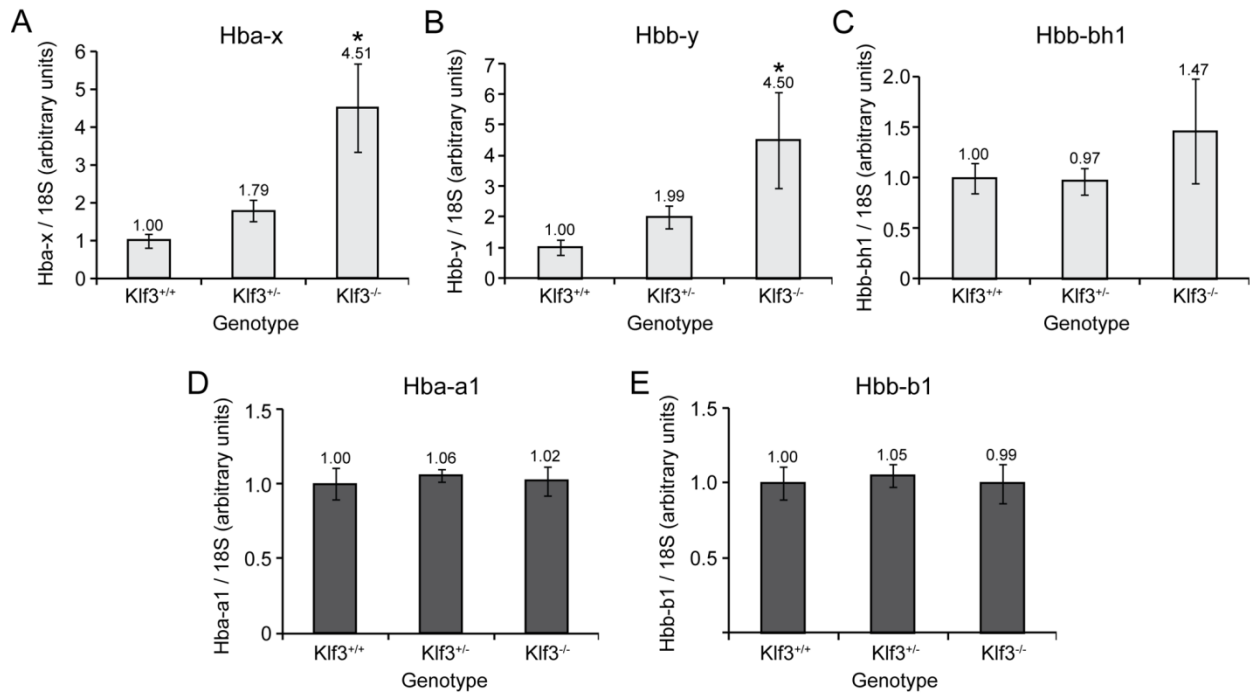 A
Hba-x
Hba-x / 18S (arbitrary units)
6
5
4
3
2
1
0
1.00
1.79
*
4.51
Klf3+/+ Klf3+/- Klf3-/-
Genotype
B
Hbb-y
Hbb-y / 18S (arbitrary units)
7
6
5
4
3
2
1
0
1.00
1.99
*
4.50
Klf3+/+ Klf3+/- Klf3-/-
Genotype
C
Hbb-bh1
Hbb-bh1 / 18S (arbitrary units)
2.0
1.5
1.0
0.5
0
1.00
0.97
1.47
Klf3+/+ Klf3+/- Klf3-/-
Genotype
D
Hba-a1
Hba-a1 / 18S (arbitrary units)
1.5
1.0
0.5
0
1.00
1.06
1.02
Klf3+/+ Klf3+/- Klf3-/-
Genotype
E
Hbb-b1
Hbb-b1 / 18S (arbitrary units)
1.5
1.0
0.5
1.00
1.05
0.99
Klf3+/+ Klf3+/- Klf3-/-
Genotype